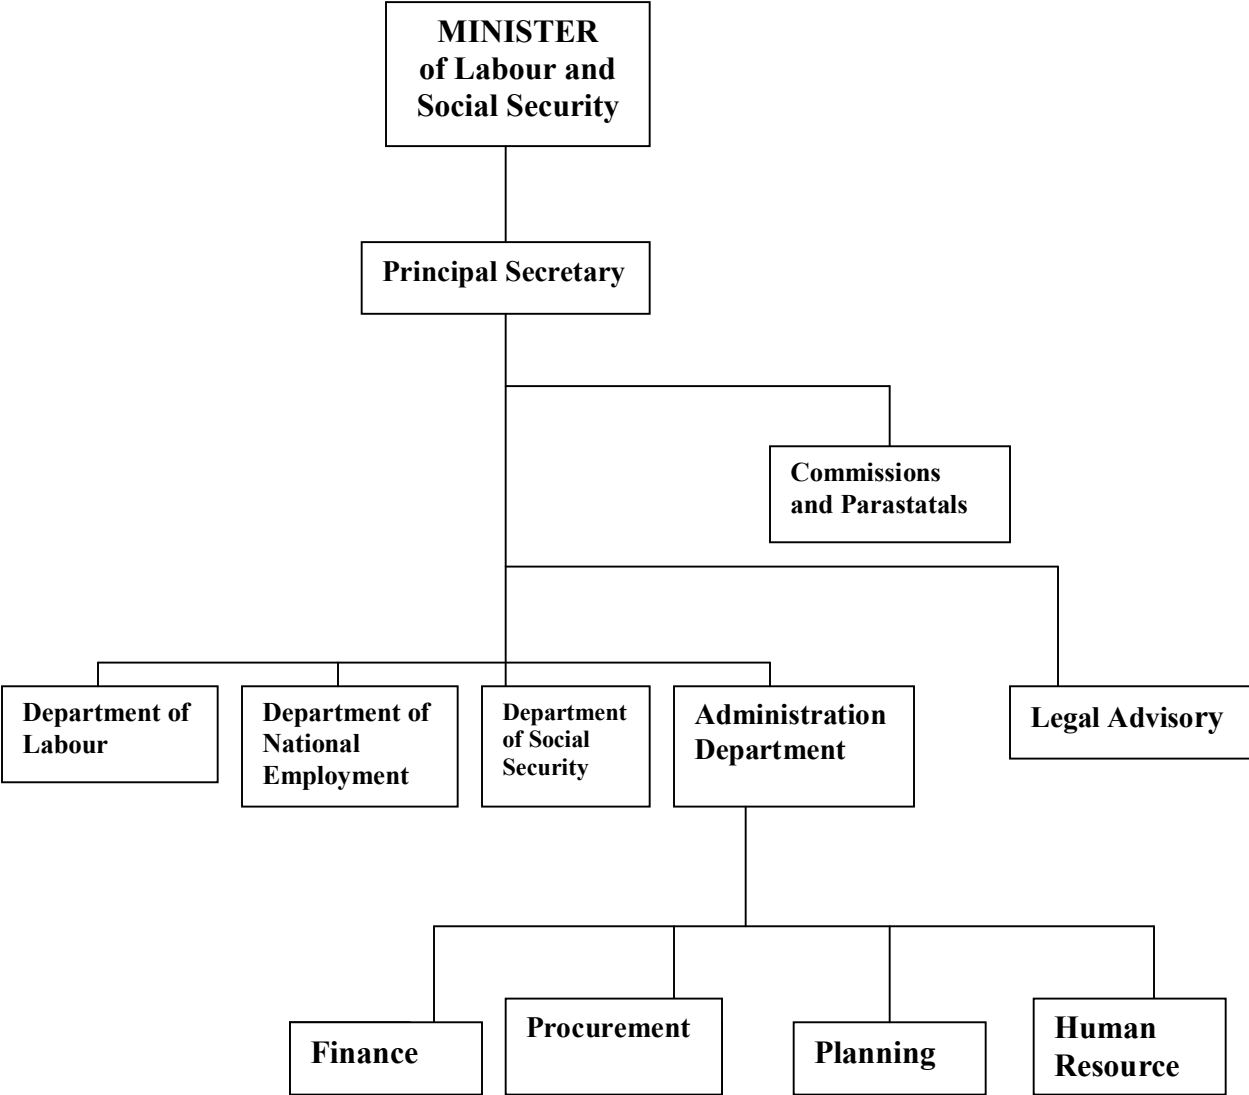 MINISTER
of Labour and
Social Security
Principal Secretary
Commissions
and Parastatals
Department of
Labour
Department of
National
Employment
Department
of Social
Security
Administration
Department
Legal Advisory
Finance
Procurement
Planning
Human
Resource